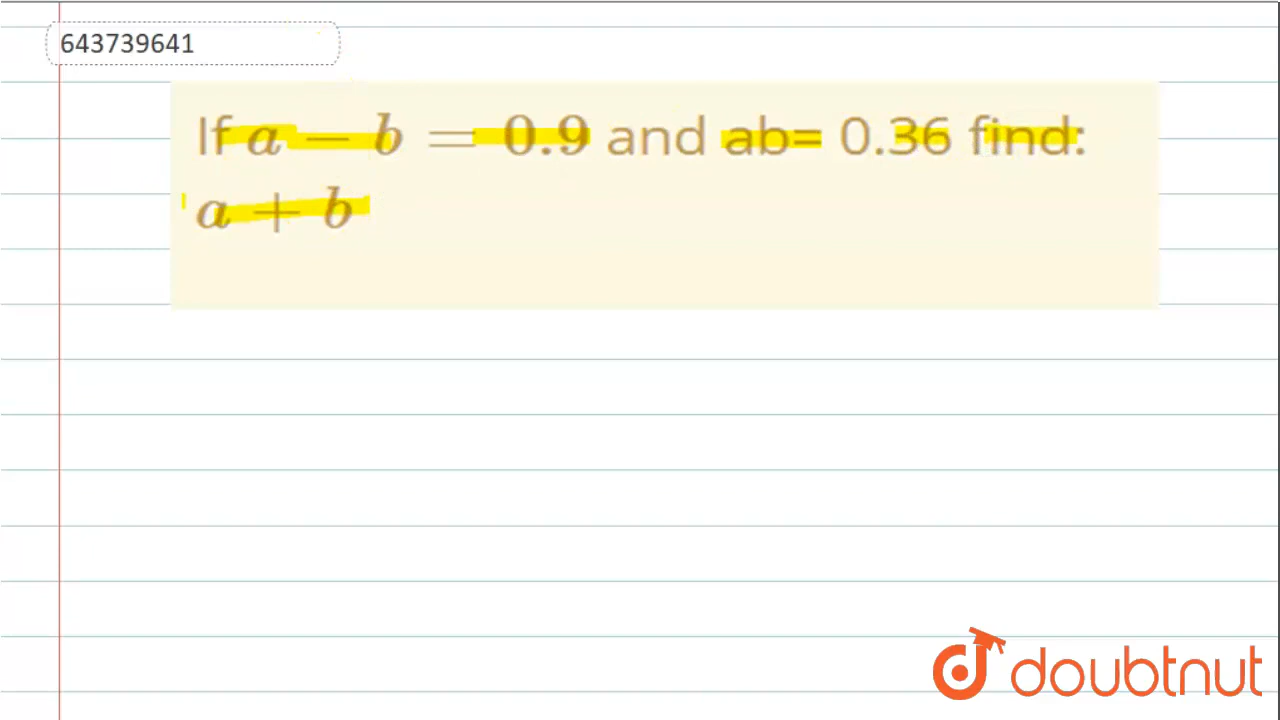 643739641
If a − b = 0.9 and ab= 0.36 find:
a + b
doubtnut